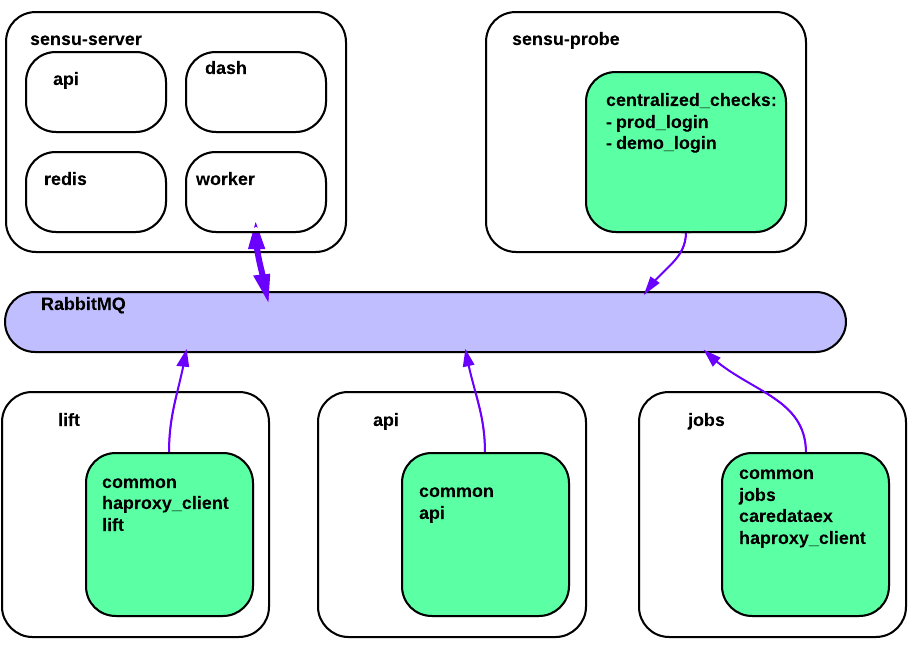 sensu-server
api
dash
redis
worker
sensu-probe
centralized_checks:
- prod_login
- demo_login
RabbitMQ
lift
common
haproxy_client
lift
api
common
api
jobs
common
jobs
caredataex
haproxy_client